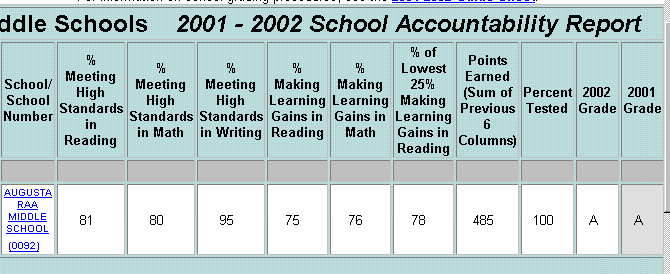 ddle Schools 2001 - 2002 School Accountability Report
School/
School
Number
%
Meeting
High
Standards
in
Reading
%
Meeting
High
Standards
in Math
%
Meeting
High
Standards
in Writing
%
Making
Learning
Gains in
Reading
%
Making
Learning
Gains in
Math
% of
Lowest
25%
Making
Learning
Gains in
Reading
Points
Earned
(Sum of
Previous
6
Columns)
Percent
Tested
2002
Grade
2001
Grade
AUGUSTA
RAA
MIDDLE
SCHOOL
(0092)
81
80
95
75
76
78
485
100
A
A